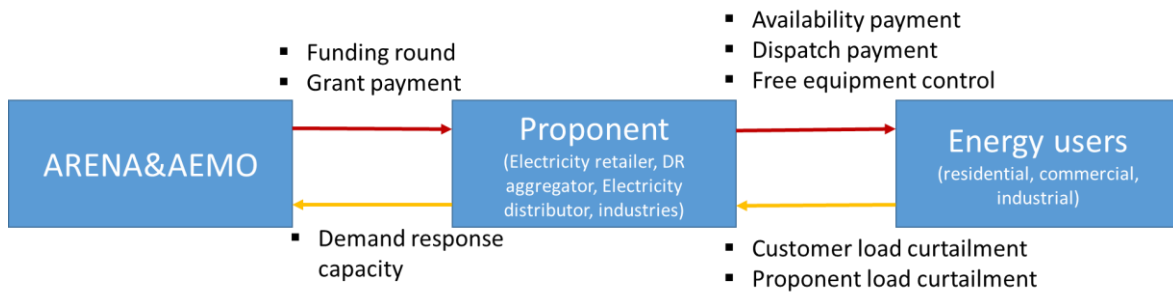 ▪ Funding round
▪ Grant payment
▪ Availability payment
▪ Dispatch payment
▪ Free equipment control
ARENA&AEMO
Proponent
(Electricity retailer, DR
aggregator, Electricity
distributor, industries)
Energy users
(residential, commercial,
industrial)
▪ Demand response
capacity
▪ Customer load curtailment
▪ Proponent load curtailment